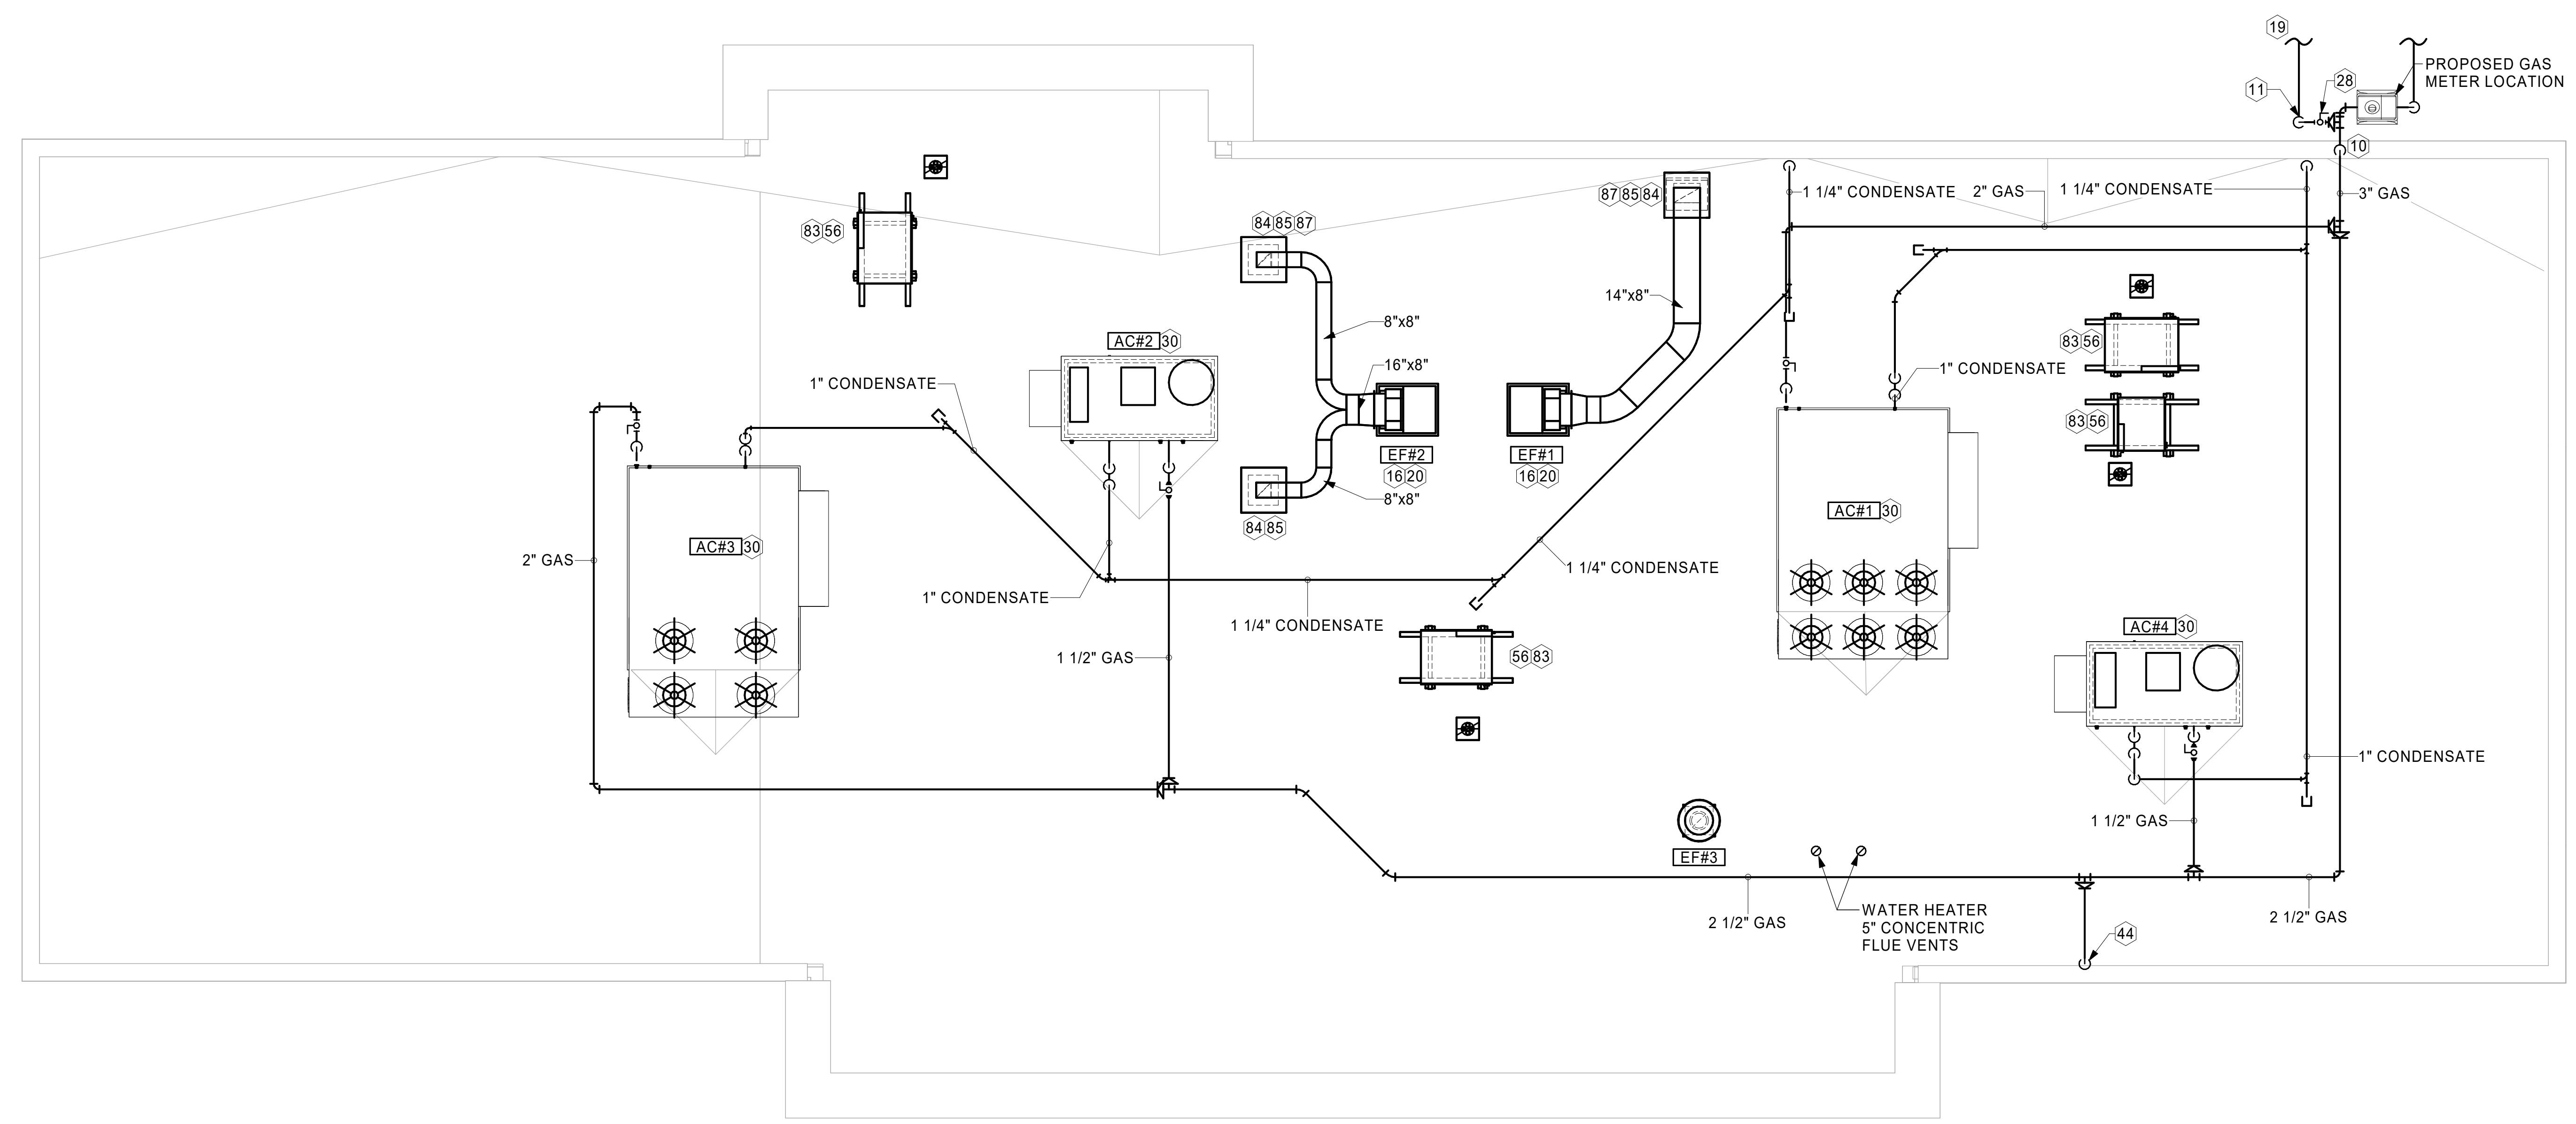 19
PROPOSED GAS
METER LOCATION
28
11
10
87 85 84
1 1/4" CONDENSATE
2" GAS
1 1/4" CONDENSATE
3" GAS
83 56
84 85 87
14"x8"
8"x8"
AC#2 30
83 56
16"x8"
1" CONDENSATE
1" CONDENSATE
83 56
EF#2
16 20
EF#1
16 20
8"x8"
AC#1 30
84 85
AC#3 30
2" GAS
1 1/4" CONDENSATE
1" CONDENSATE
1 1/4" CONDENSATE
AC#4 30
1 1/2" GAS
56 83
1" CONDENSATE
1 1/2" GAS
EF#3
WATER HEATER
5" CONCENTRIC
FLUE VENTS
2 1/2" GAS
2 1/2" GAS
44